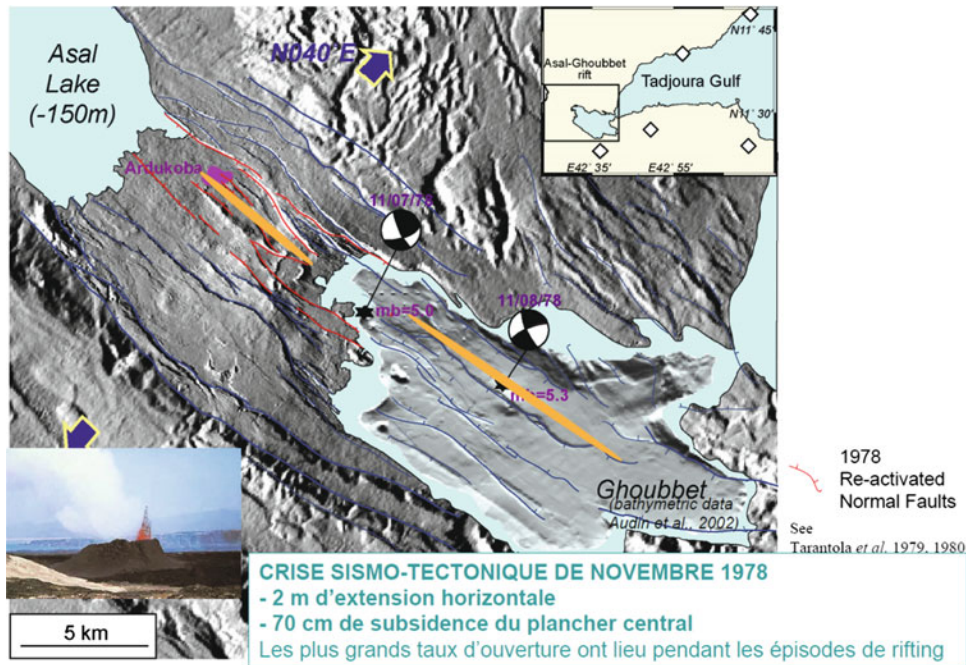 Asal
Lake
(-150m)
N040°E
N11° 45'
Asal-Ghoubbet
rift
Tadjoura Gulf
N11° 30'
E42° 35'
E42° 55'
Ardukoba
11/07/78
mb=5.0
11/08/78
mb=5.3
Ghoubbet
(bathymetric data
Audin et al., 2002)
1978
Re-activated
Normal Faults
See
Tarantola et al. 1979, 1980
5 km
CRISE SISMO-TECTONIQUE DE NOVEMBRE 1978
- 2 m d'extension horizontale
- 70 cm de subsidence du plancher central
Les plus grands taux d'ouverture ont lieu pendant les épisodes de rifting